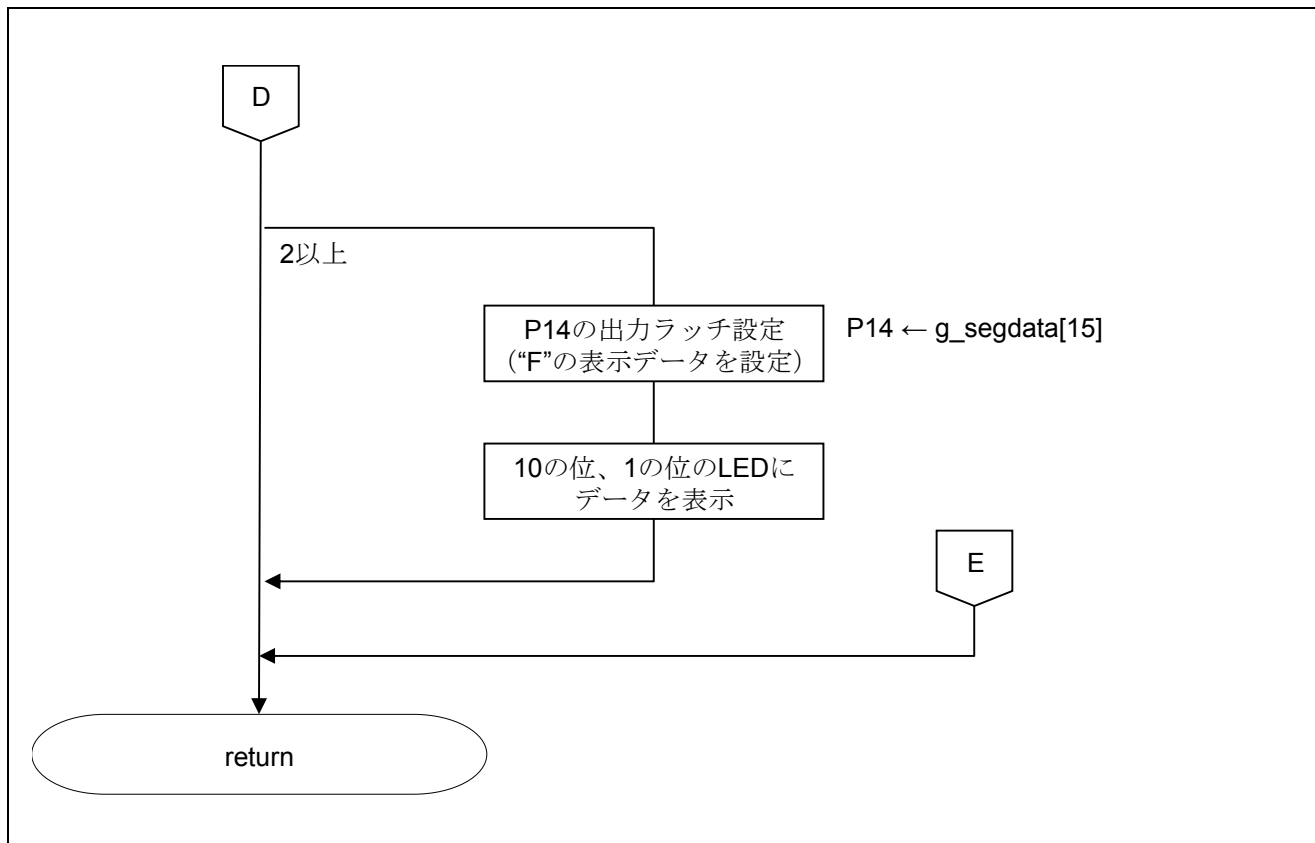 D
2以上
P14の出力ラッチ設定
(“F”の表示データを設定)
P14 ← g_segdata[15]
10の位、1の位のLEDに
データを表示
E
return